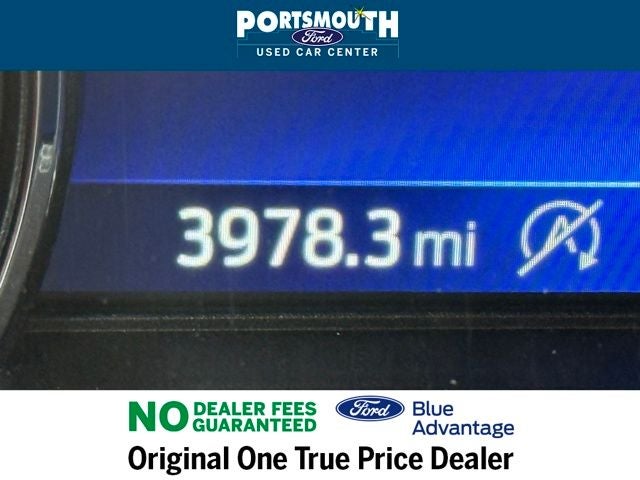 PORTSMOUTH
Ford
USED CAR CENTER
8
3978.3 mi
A
NO DEALER FEES
GUARANTEED
Ford
Blue
Advantage
Original One True Price Dealer